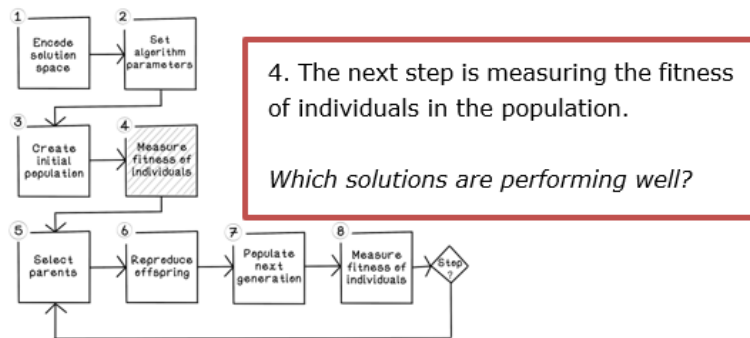 1
Encode
solution
space
2
Set
algorithm
parameters
3
Create
initial
population
4
Measure
fitness of
individuals
4. The next step is measuring the fitness
of individuals in the population.
Which solutions are performing well?
5
Select
parents
6
Reproduce
offspring
7
Populate
next
generation
8
Measure
fitness of
individuals
Stop
?